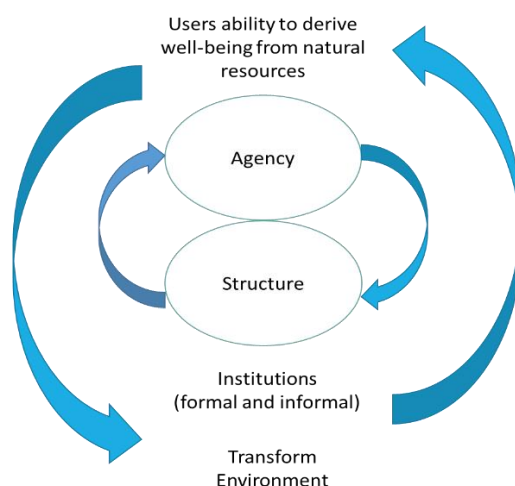 Users ability to derive
well-being from natural
resources
Agency
Structure
Institutions
(formal and informal)
Transform
Environment